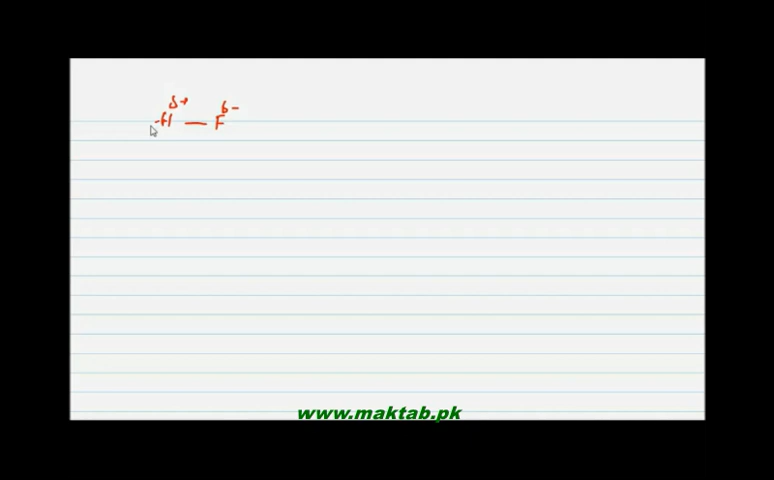 δ+ δ-
H — F
www.maktab.pk